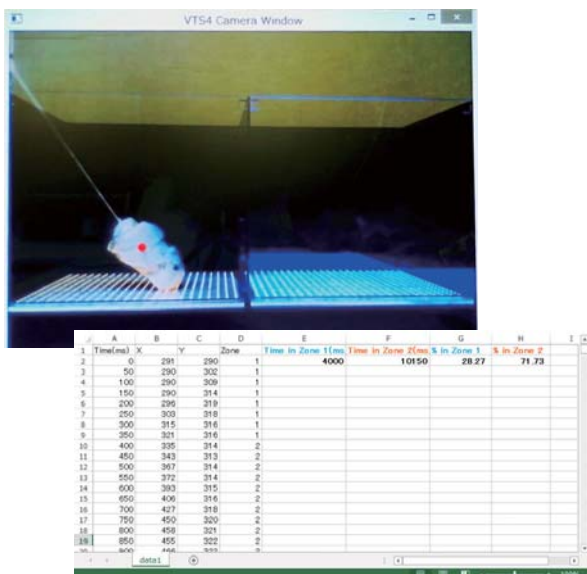 VTS4 Camera Window
A B C D E F G H I
1 Time(ms) X Y Zone Time in Zone 1(ms Time in Zone 2(ms % in Zone 1 % in Zone 2
2 0 291 290 1 4000 10150 28.27 71.73
3 50 290 302 1
4 100 290 309 1
5 150 290 314 1
6 200 296 319 1
7 250 303 318 1
8 300 315 316 1
9 350 321 316 1
10 400 335 314 2
11 450 343 313 2
12 500 367 314 2
13 550 372 314 2
14 600 393 315 2
15 650 406 316 2
16 700 427 318 2
17 750 450 320 2
18 800 458 321 2
19 850 455 322 2
data1